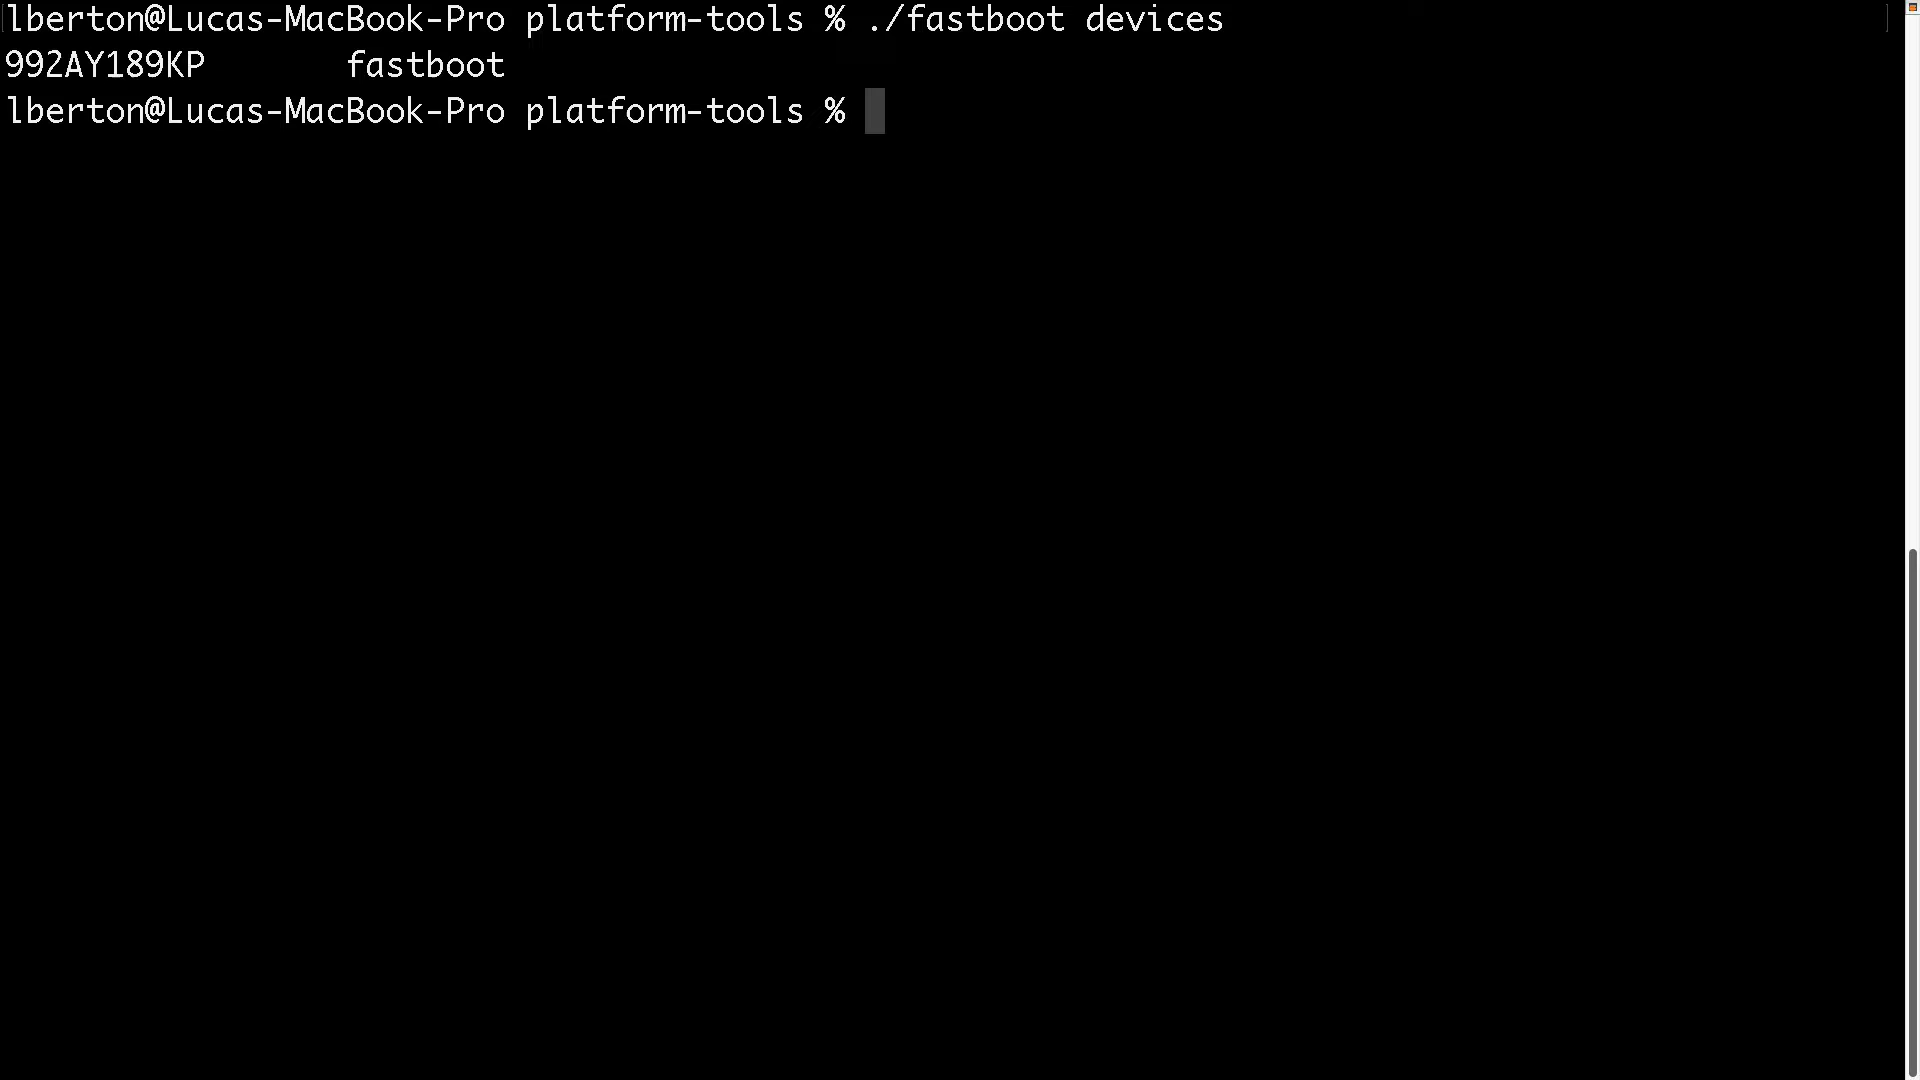 lberton@Lucas-MacBook-Pro platform-tools % ./fastboot devices
992AY189KP       fastboot
lberton@Lucas-MacBook-Pro platform-tools %